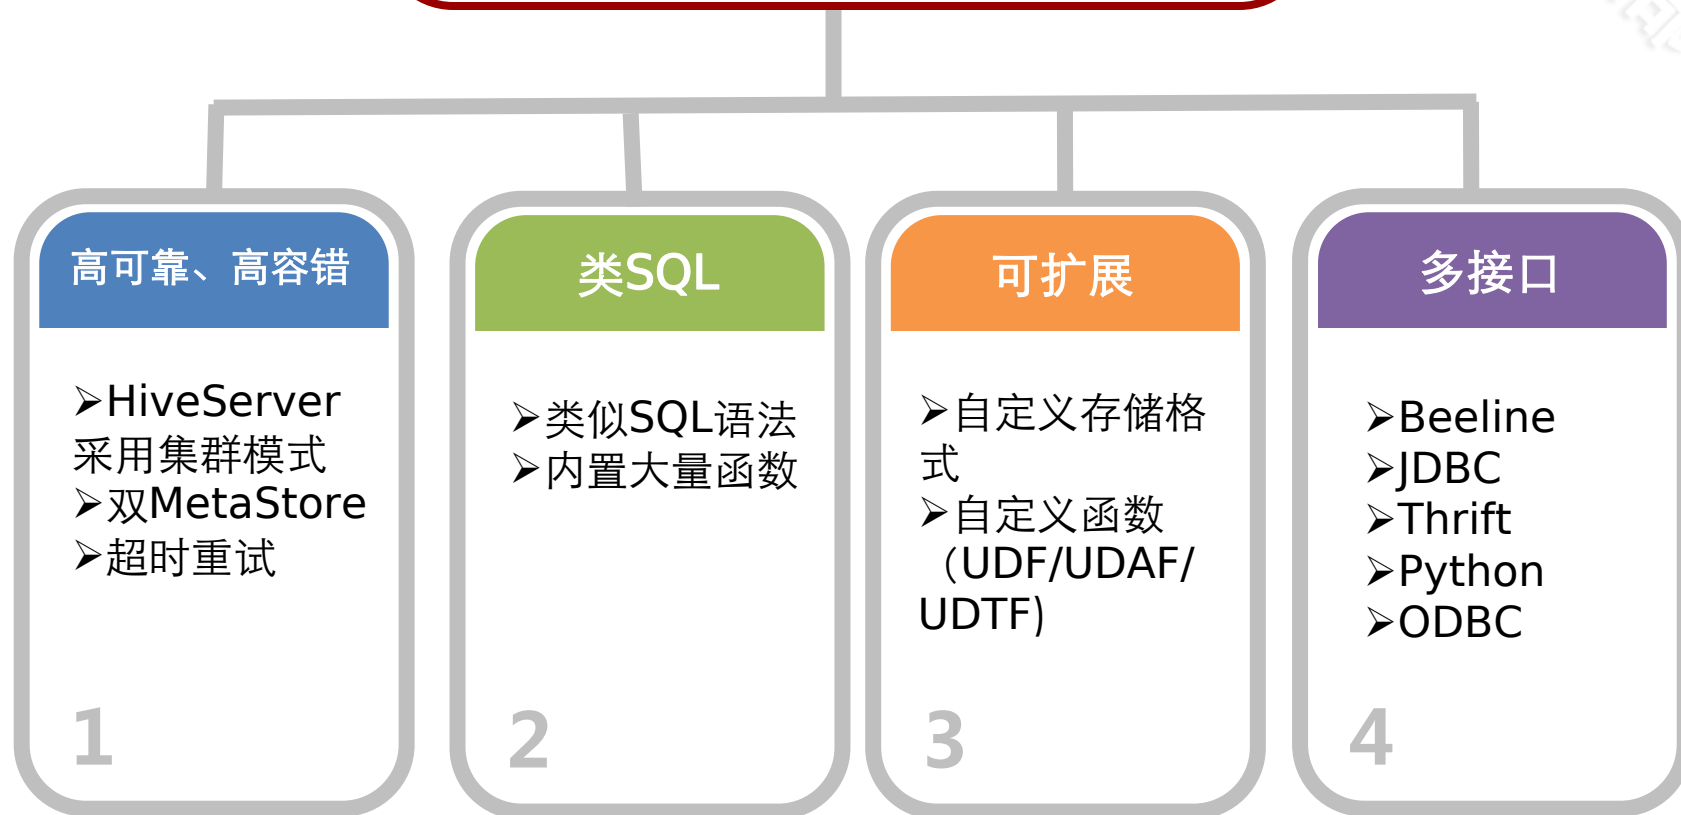 高可靠、高容错
➢HiveServer
采用集群模式
➢双MetaStore
➢超时重试
1
类SQL
➢类似SQL语法
➢内置大量函数
2
可扩展
➢自定义存储格
式
➢自定义函数
（UDF/UDAF/
UDTF)
3
多接口
➢Beeline
➢JDBC
➢Thrift
➢Python
➢ODBC
4